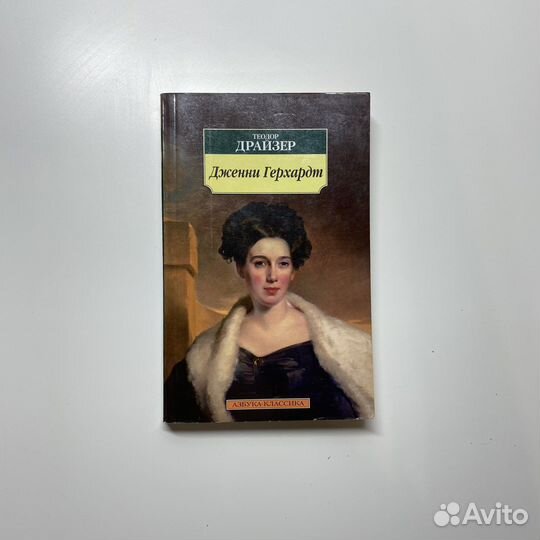 ТЕОДОР
ДРАЙЗЕР
Дженни Герхардт
АЗБУКА-КЛАССИКА
Avito